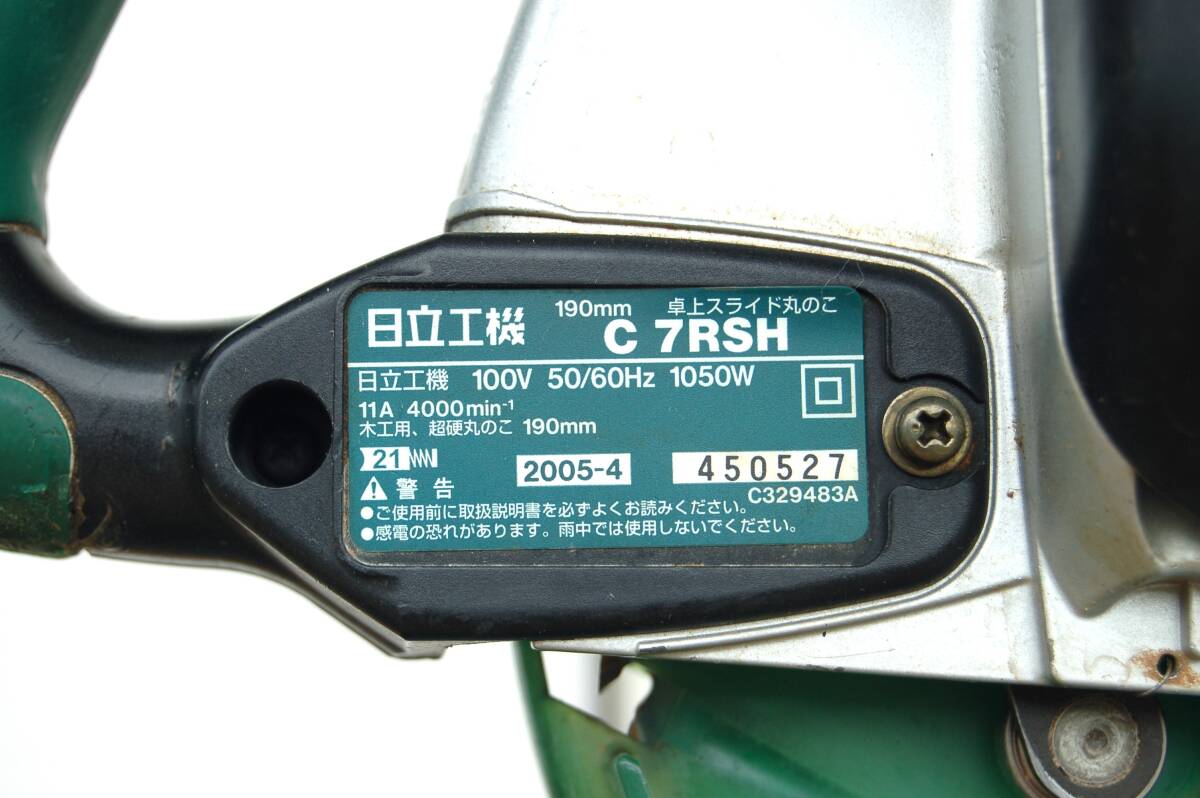 190mm 卓上スライド丸のこ
日立工機 C 7RSH
日立工機 100V 50/60Hz 1050W
11A 4000min⁻¹
木工用、超硬丸のこ 190mm
21
2005-4 450527
警告 C329483A
●ご使用前に取扱説明書を必ずよくお読みください。
●感電の恐れがあります。雨中では使用しないでください。